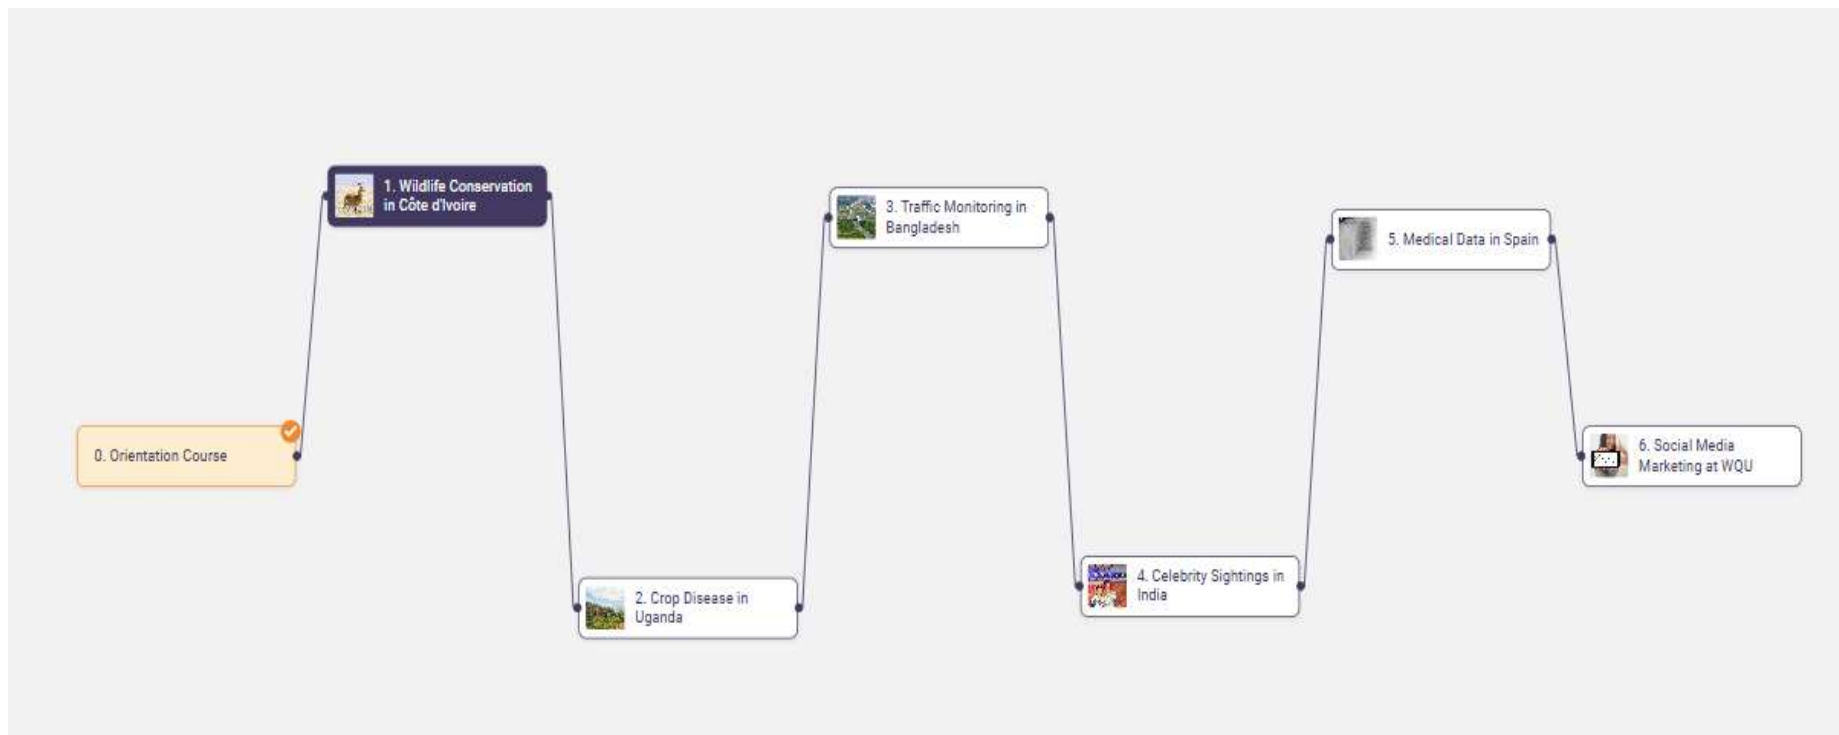 0. Orientation Course
1. Wildlife Conservation
in Côte d'Ivoire
2. Crop Disease in
Uganda
3. Traffic Monitoring in
Bangladesh
4. Celebrity Sightings in
India
5. Medical Data in Spain
6. Social Media
Marketing at WQU